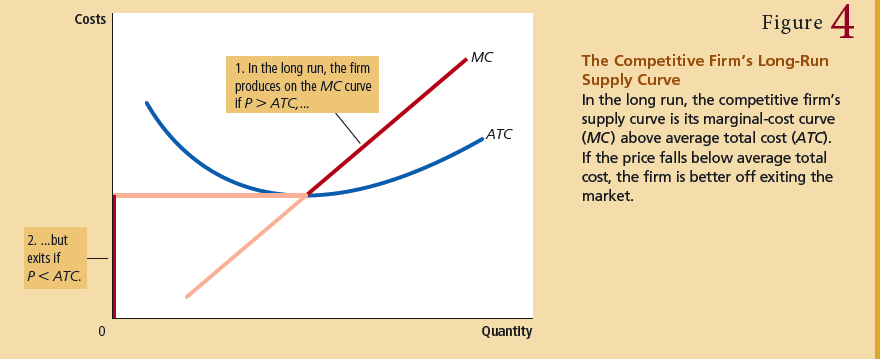 Costs
Figure 4
The Competitive Firm's Long-Run
Supply Curve
In the long run, the competitive firm's
supply curve is its marginal-cost curve
(MC) above average total cost (ATC).
If the price falls below average total
cost, the firm is better off exiting the
market.
MC
1. In the long run, the firm
produces on the MC curve
if P > ATC,...
ATC
2. ...but
exits if
P < ATC.
0
Quantity